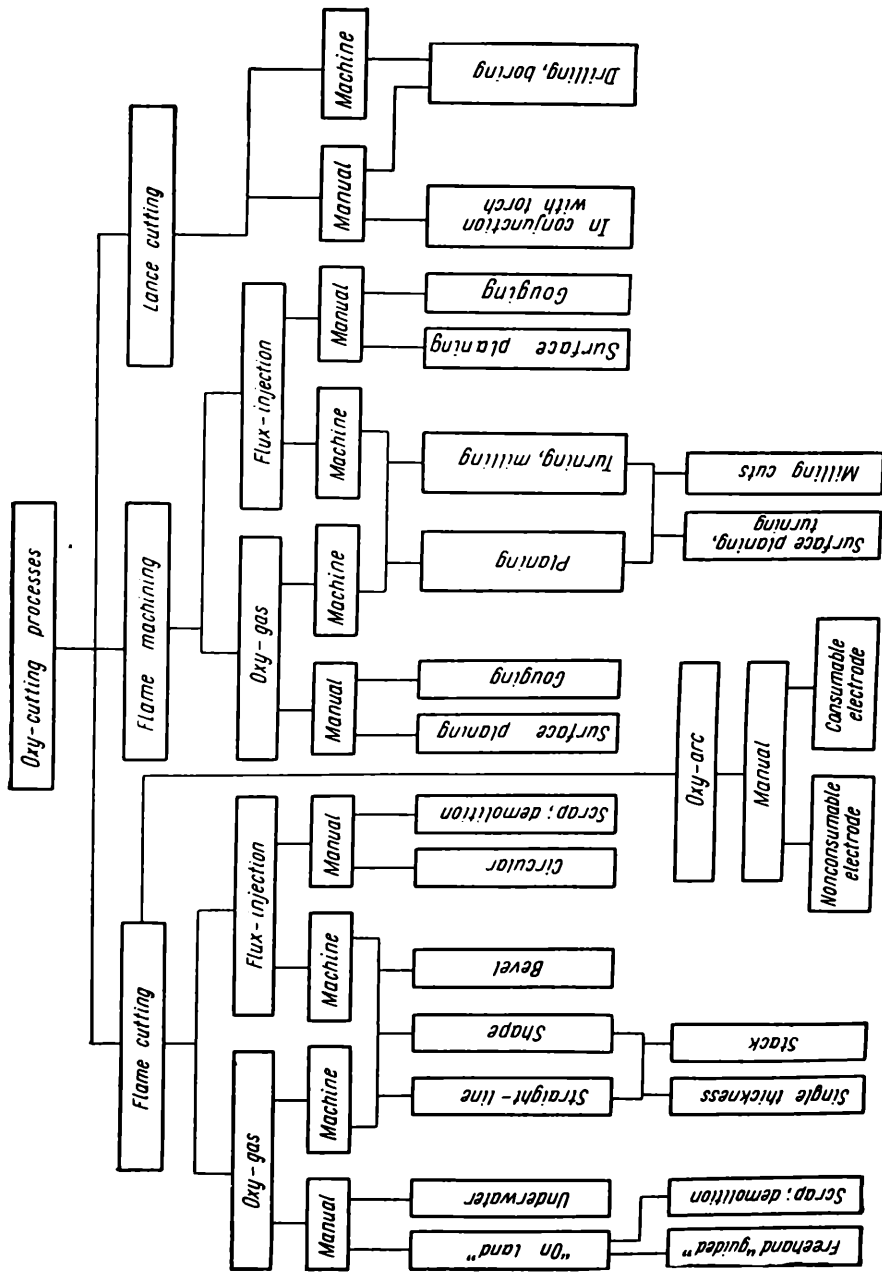 Oxy-cutting processes
Flame cutting
Flame machining
Lance cutting
Oxy-gas
Flux-injection
Oxy-gas
Flux-injection
Manual
Machine
Machine
Manual
Manual
Machine
Machine
Manual
Manual
Machine
"On Land"
Underwater
Straight-line
Shape
Bevel
Circular
Scrap; demolition
Surface planing
Gouging
Planing
Turning, milling
Surface planing
Gouging
In conjunction
with torch
Drilling, boring
Freehand "guided"
Scrap; demolition
Single thickness
Stack
Oxy-arc
Surface planing,
turning
Milling cuts
Manual
Nonconsumable
electrode
Consumable
electrode